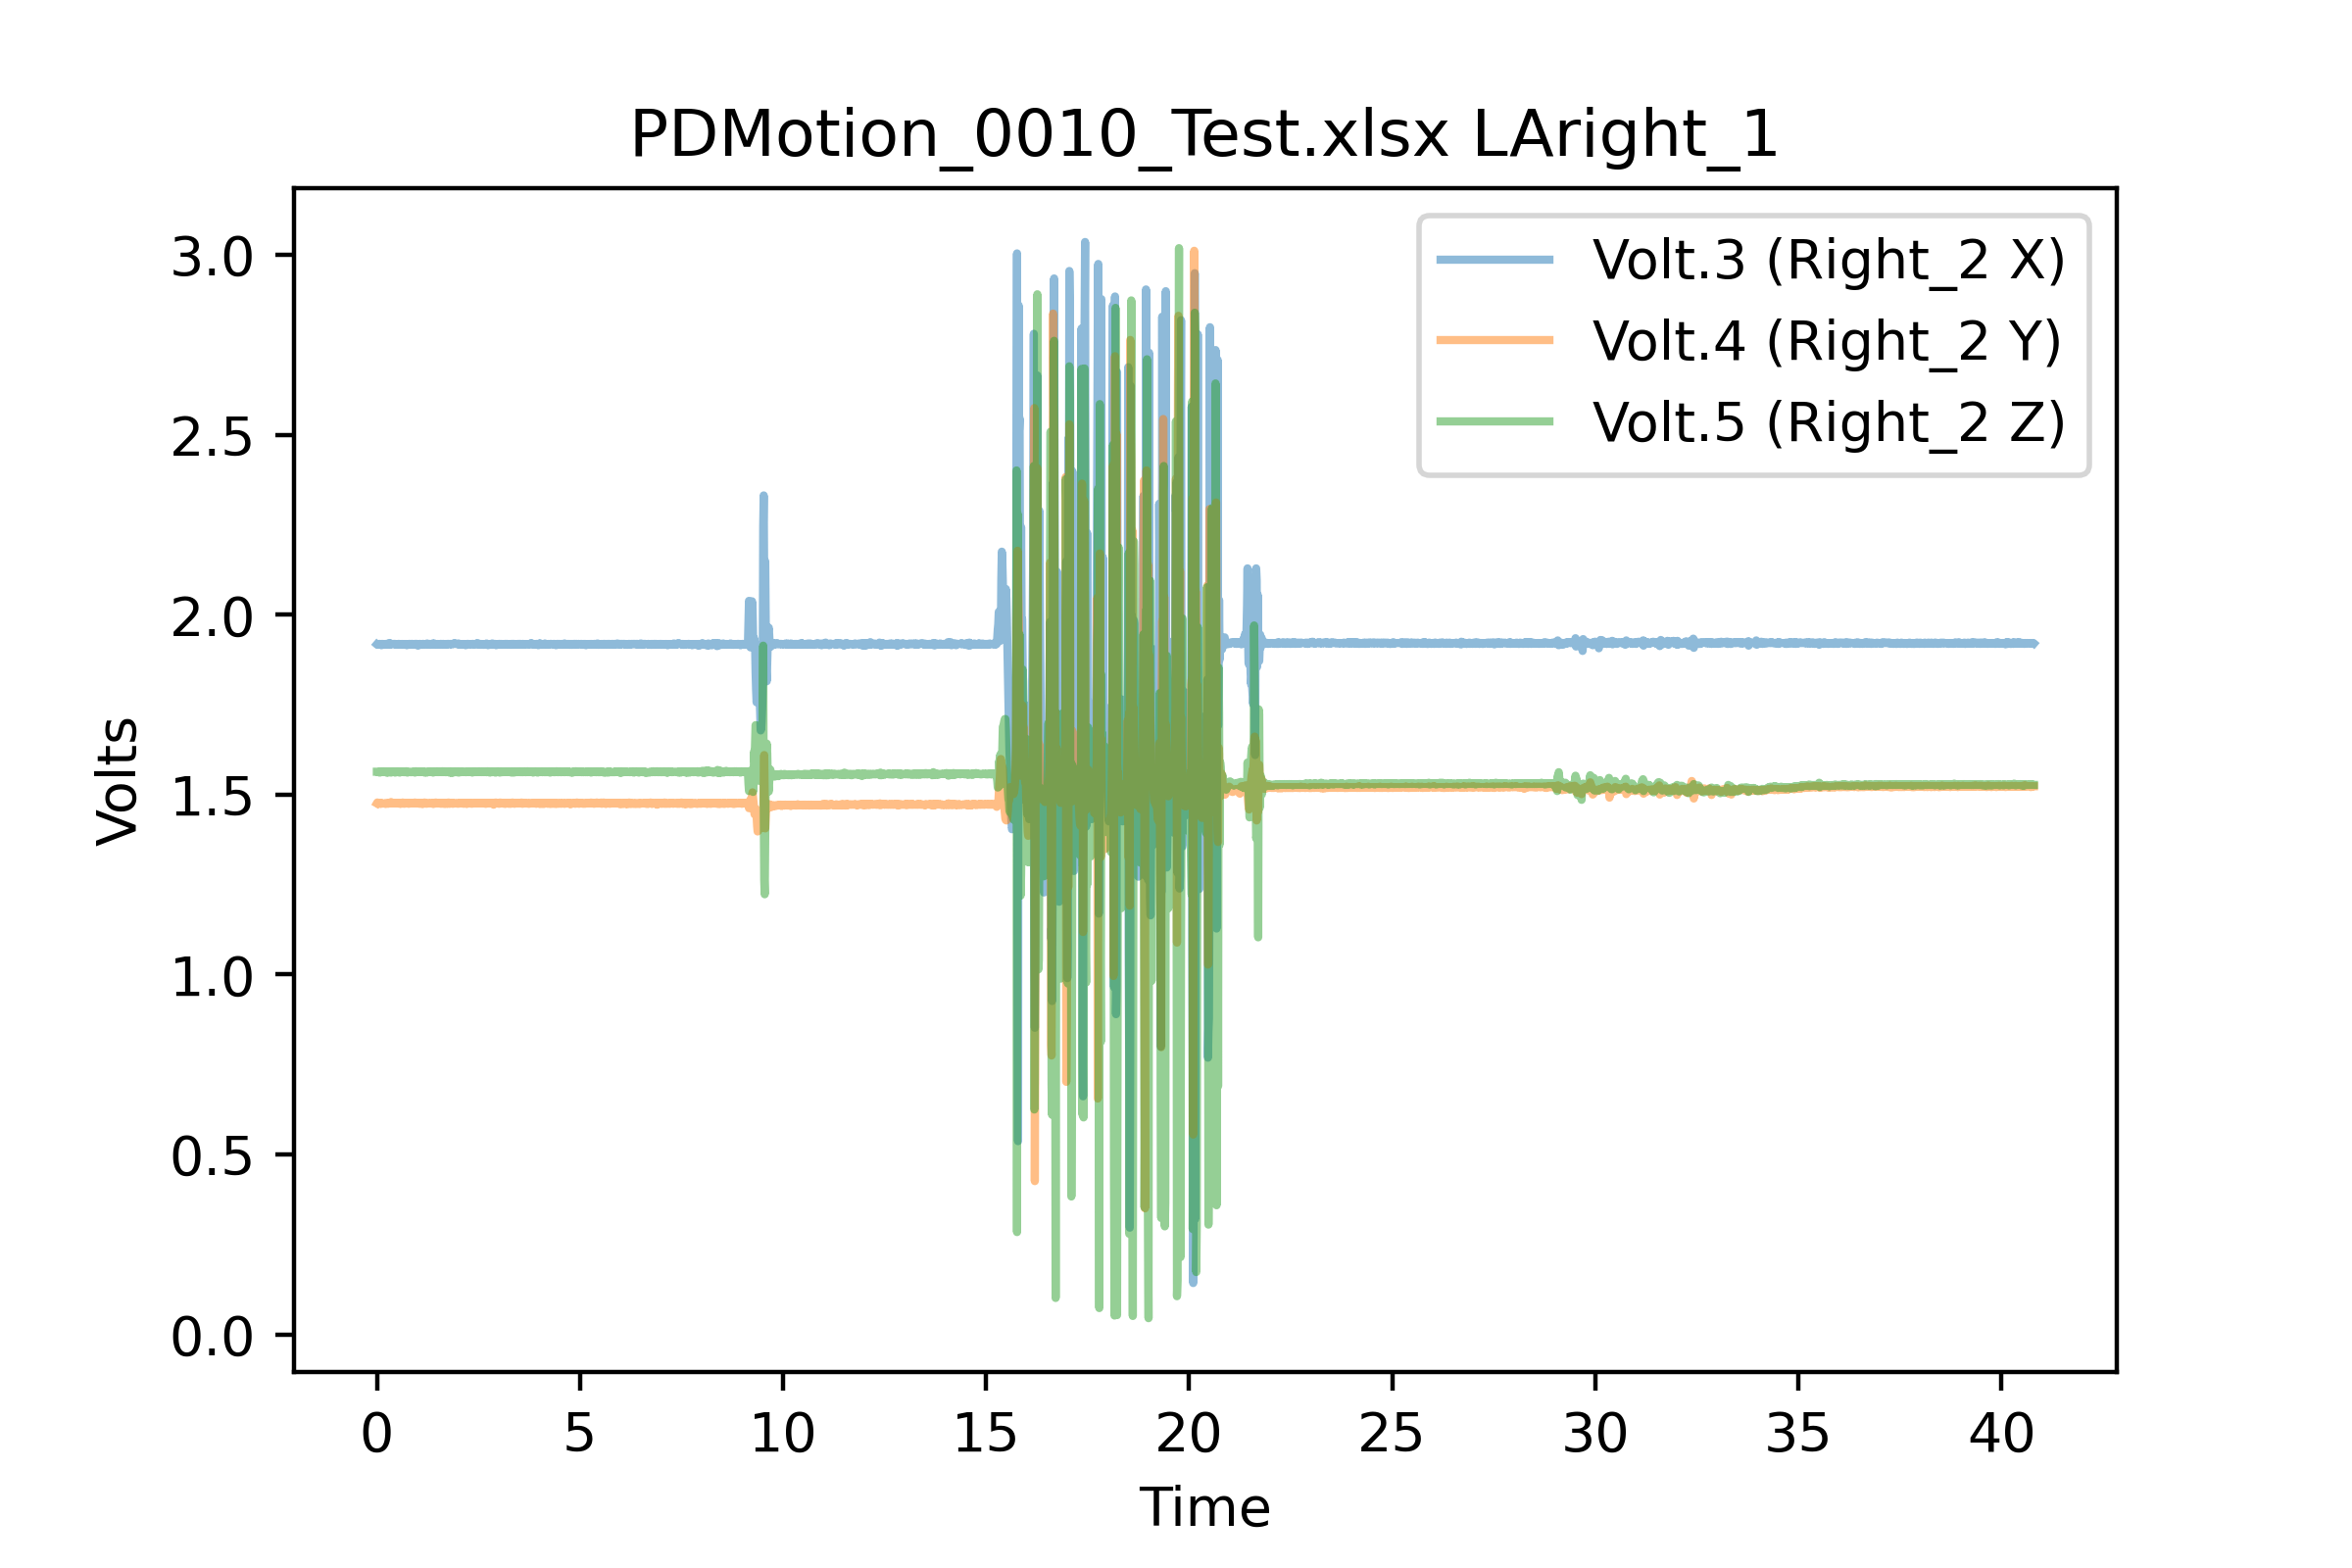 PDMotion_0010_Test.xlsx LAright_1
Volt.3 (Right_2 X)
Volt.4 (Right_2 Y)
Volt.5 (Right_2 Z)
Volts
3.0
2.5
2.0
1.5
1.0
0.5
0.0
0 5 10 15 20 25 30 35 40
Time